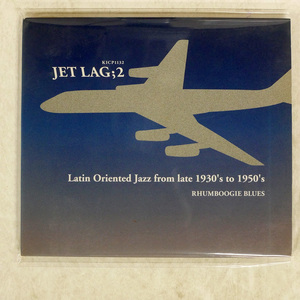 KICP1132
JET LAG;2
Latin Oriented Jazz from late 1930's to 1950's
RHUMBOOGIE BLUES